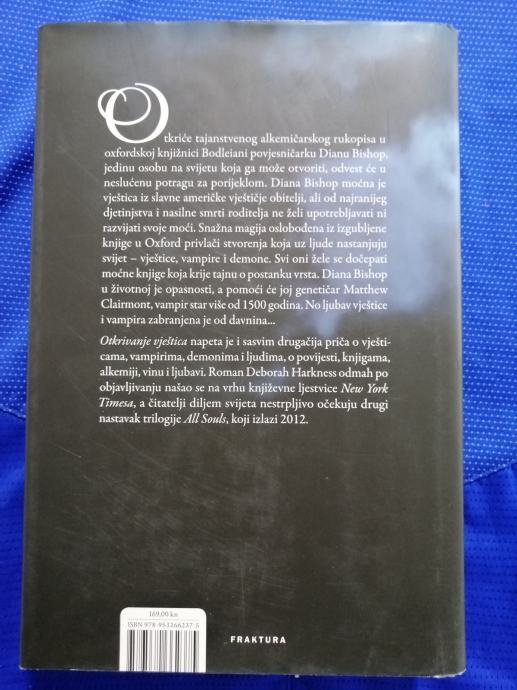 Otkriće tajanstvenog alkemičarskog rukopisa u
oxfordskoj knjižnici Bodleiani povjesničarku Dianu Bishop,
jedinu osobu na svijetu koja ga može otvoriti, odvest će u
neslućenu potragu za porijeklom. Diana Bishop moćna je
vještica iz slavne američke vještičje obitelji, ali od najranijeg
djetinjstva i nasilne smrti roditelja ne želi upotrebljavati ni
razvijati svoje moći. Snažna magija oslobođena iz izgubljene
knjige u Oxford privlači stvorenja koja uz ljude nastanjuju
svijet – vještice, vampire i demone. Svi oni žele se dočepati
moćne knjige koja krije tajnu o postanku vrsta. Diana Bishop
u životnoj je opasnosti, a pomoći će joj genetičar Matthew
Clairmont, vampir star više od 1500 godina. No ljubav vještice
i vampira zabranjena je od davnina...
Otkrivanje vještica napeta je i sasvim drugačija priča o vješti-
cama, vampirima, demonima i ljudima, o povijesti, knjigama,
alkemiji, vinu i ljubavi. Roman Deborah Harkness odmah po
objavljivanju našao se na vrhu književne ljestvice New York
Timesa, a čitatelji diljem svijeta nestrpljivo očekuju drugi
nastavak trilogije All Souls, koji izlazi 2012.
169,00 kn
ISBN 978-953266237-5
FRAKTURA